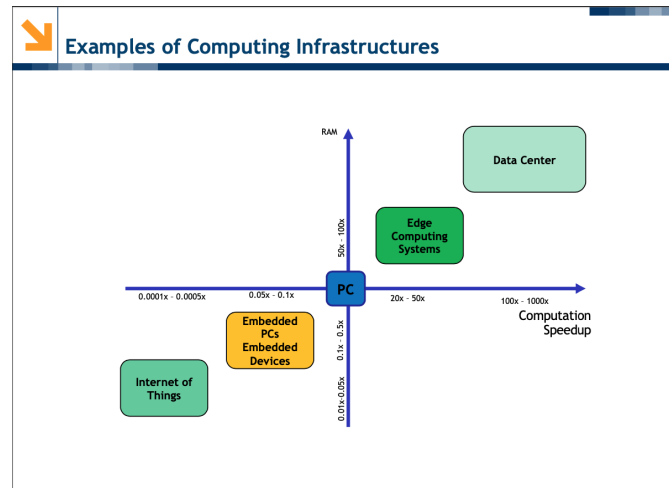 Examples of Computing Infrastructures
RAM
Data Center
Edge
Computing
Systems
50x - 100x
PC
0.0001x - 0.0005x
0.05x - 0.1x
20x - 50x
100x - 1000x
Computation
Speedup
Embedded
PCs
Embedded
Devices
0.1x - 0.5x
Internet of
Things
0.01x-0.05x